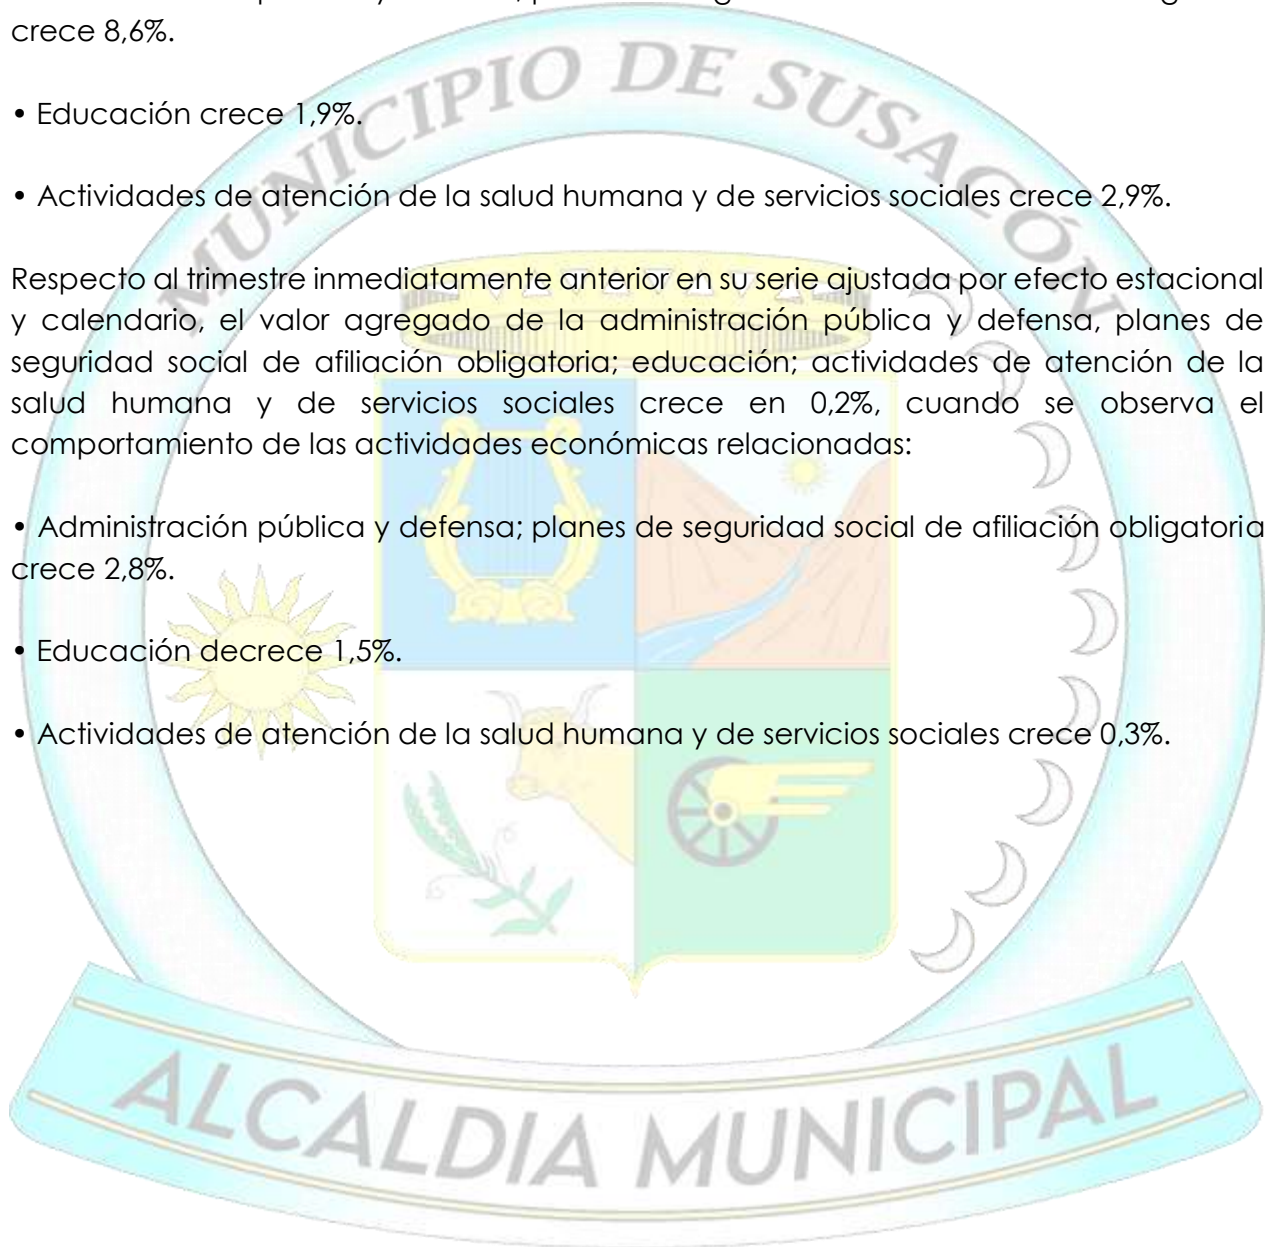 crece 8,6%.
• Educación crece 1,9%.
• Actividades de atención de la salud humana y de servicios sociales crece 2,9%.
Respecto al trimestre inmediatamente anterior en su serie ajustada por efecto estacional
y calendario, el valor agregado de la administración pública y defensa, planes de
seguridad social de afiliación obligatoria; educación; actividades de atención de la
salud humana y de servicios sociales crece en 0,2%, cuando se observa el
comportamiento de las actividades económicas relacionadas:
• Administración pública y defensa; planes de seguridad social de afiliación obligatoria
crece 2,8%.
• Educación decrece 1,5%.
• Actividades de atención de la salud humana y de servicios sociales crece 0,3%.
MUNICIPIO DE SUSACÓN
ALCALDIA MUNICIPAL